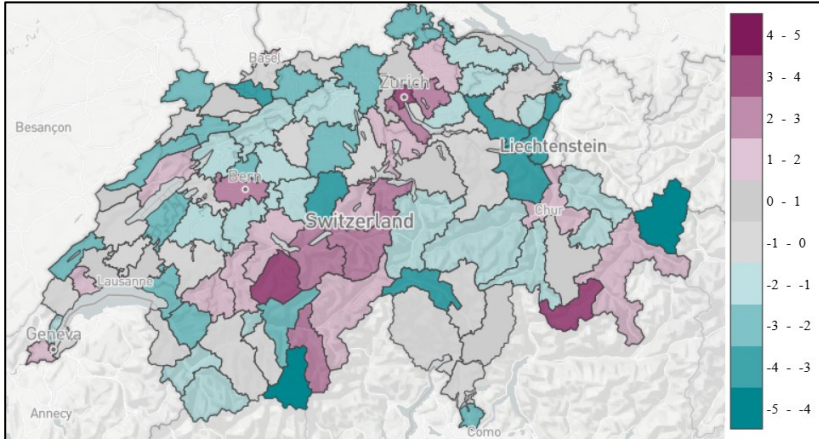 Basel
Zurich
Besançon
Liechtenstein
Bern
Chur
Switzerland
Lausanne
Geneva
Annecy
Como
4 - 5
3 - 4
2 - 3
1 - 2
0 - 1
-1 - 0
-2 - -1
-3 - -2
-4 - -3
-5 - -4